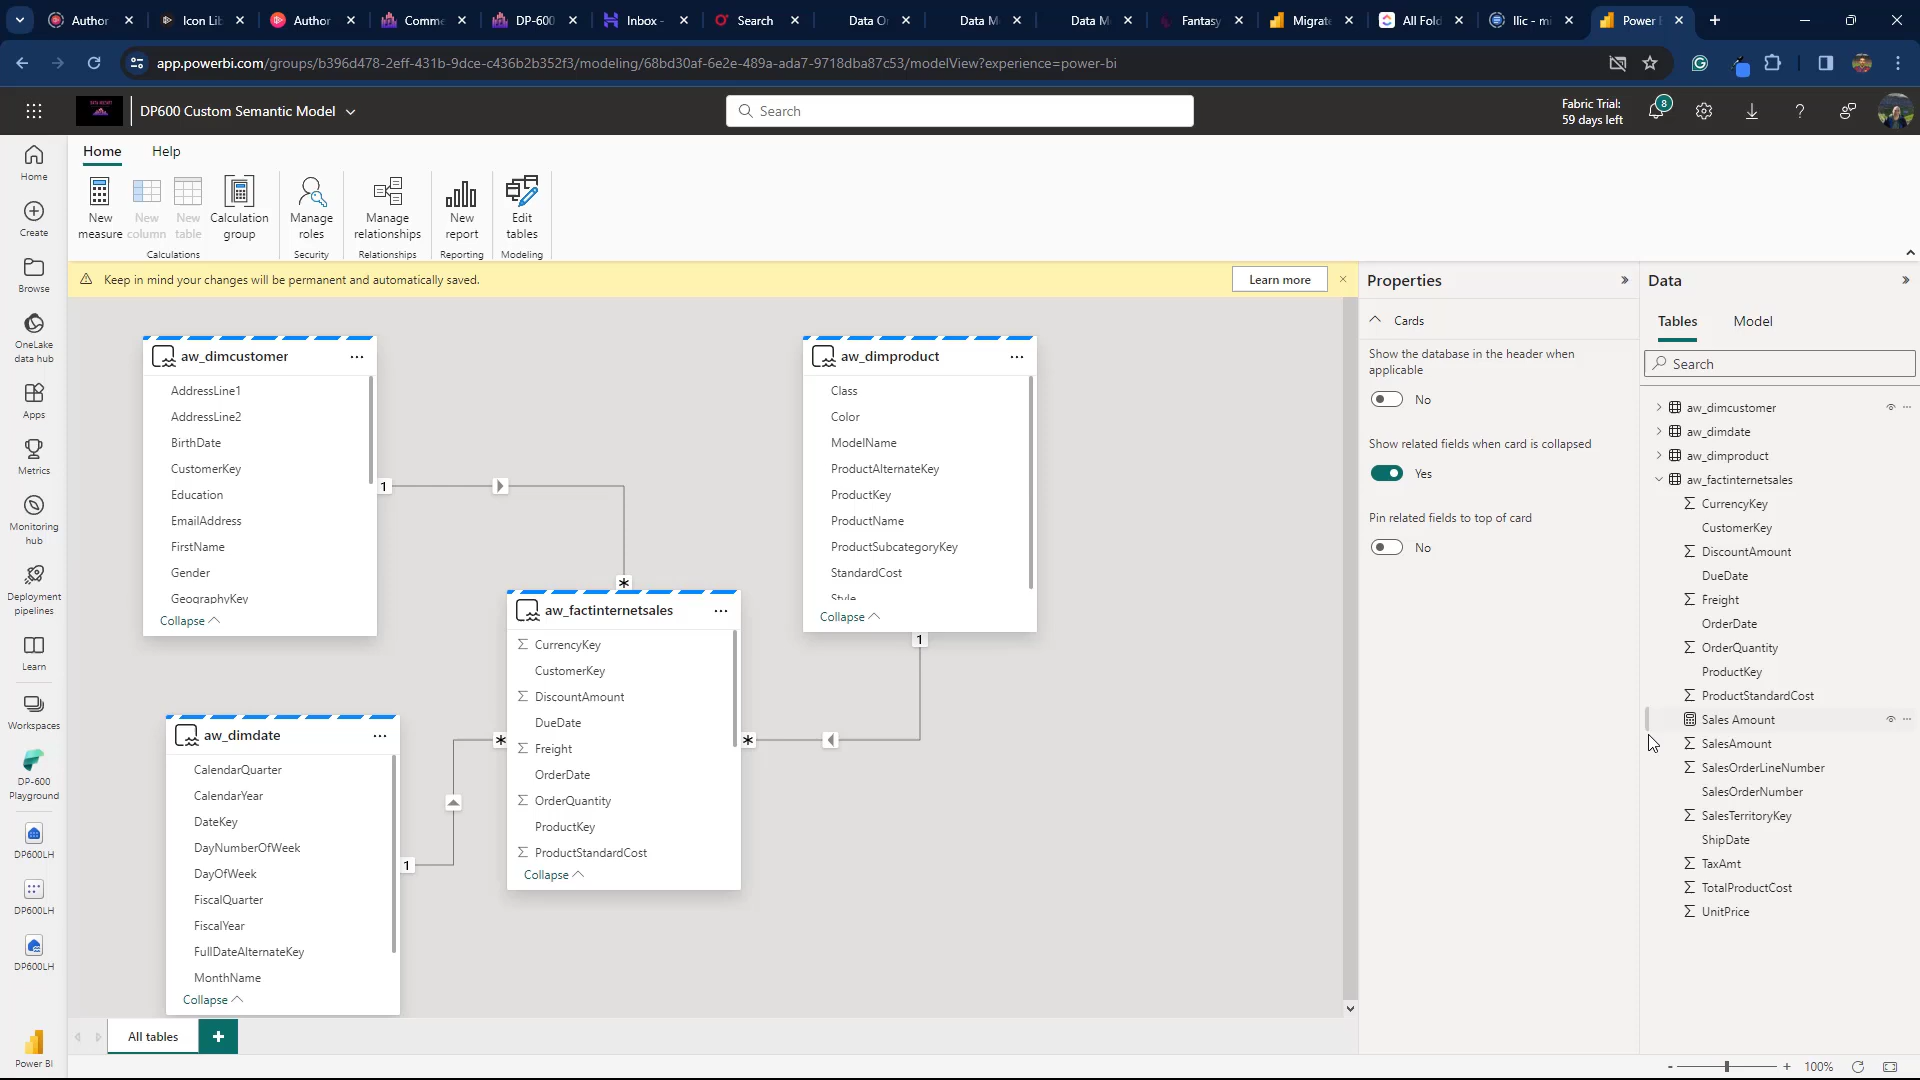 Author
Icon Lib
Author
Comme
DP-600
Inbox -
Search
Data Or
Data M
Data M
Fantasy
Migrate
All Fold
Ilic - mi
Power B
app.powerbi.com/groups/b396d478-2eff-431b-9dce-c436b2b352f3/modeling/68bd30af-6e2e-489a-ada7-9718dba87c53/modelView?experience=power-bi
DP600 Custom Semantic Model
Search
Fabric Trial:
59 days left
8
Home
Help
New measure
New column
New table
Calculation group
Manage roles
Manage relationships
New report
Edit tables
Calculations
Security
Relationships
Reporting
Modeling
Home
Create
Browse
OneLake data hub
Apps
Metrics
Monitoring hub
Deployment pipelines
Learn
Workspaces
DP-600 Playground
DP600LH
DP600LH
DP600LH
Power BI
Keep in mind your changes will be permanent and automatically saved.
Learn more
aw_dimcustomer
AddressLine1
AddressLine2
BirthDate
CustomerKey
Education
EmailAddress
FirstName
Gender
GeographyKey
Collapse
1
*
aw_dimproduct
Class
Color
ModelName
ProductAlternateKey
ProductKey
ProductName
ProductSubcategoryKey
StandardCost
Style
Collapse
1
*
aw_factinternetsales
CurrencyKey
CustomerKey
DiscountAmount
DueDate
Freight
OrderDate
OrderQuantity
ProductKey
ProductStandardCost
Collapse
aw_dimdate
CalendarQuarter
CalendarYear
DateKey
DayNumberOfWeek
DayOfWeek
FiscalQuarter
FiscalYear
FullDateAlternateKey
MonthName
Collapse
1
*
All tables
+
Properties
Cards
Show the database in the header when
applicable
No
Show related fields when card is collapsed
Yes
Pin related fields to top of card
No
Data
Tables
Model
Search
aw_dimcustomer
aw_dimdate
aw_dimproduct
aw_factinternetsales
CurrencyKey
CustomerKey
DiscountAmount
DueDate
Freight
OrderDate
OrderQuantity
ProductKey
ProductStandardCost
Sales Amount
SalesAmount
SalesOrderLineNumber
SalesOrderNumber
SalesTerritoryKey
ShipDate
TaxAmt
TotalProductCost
UnitPrice
- + 100%